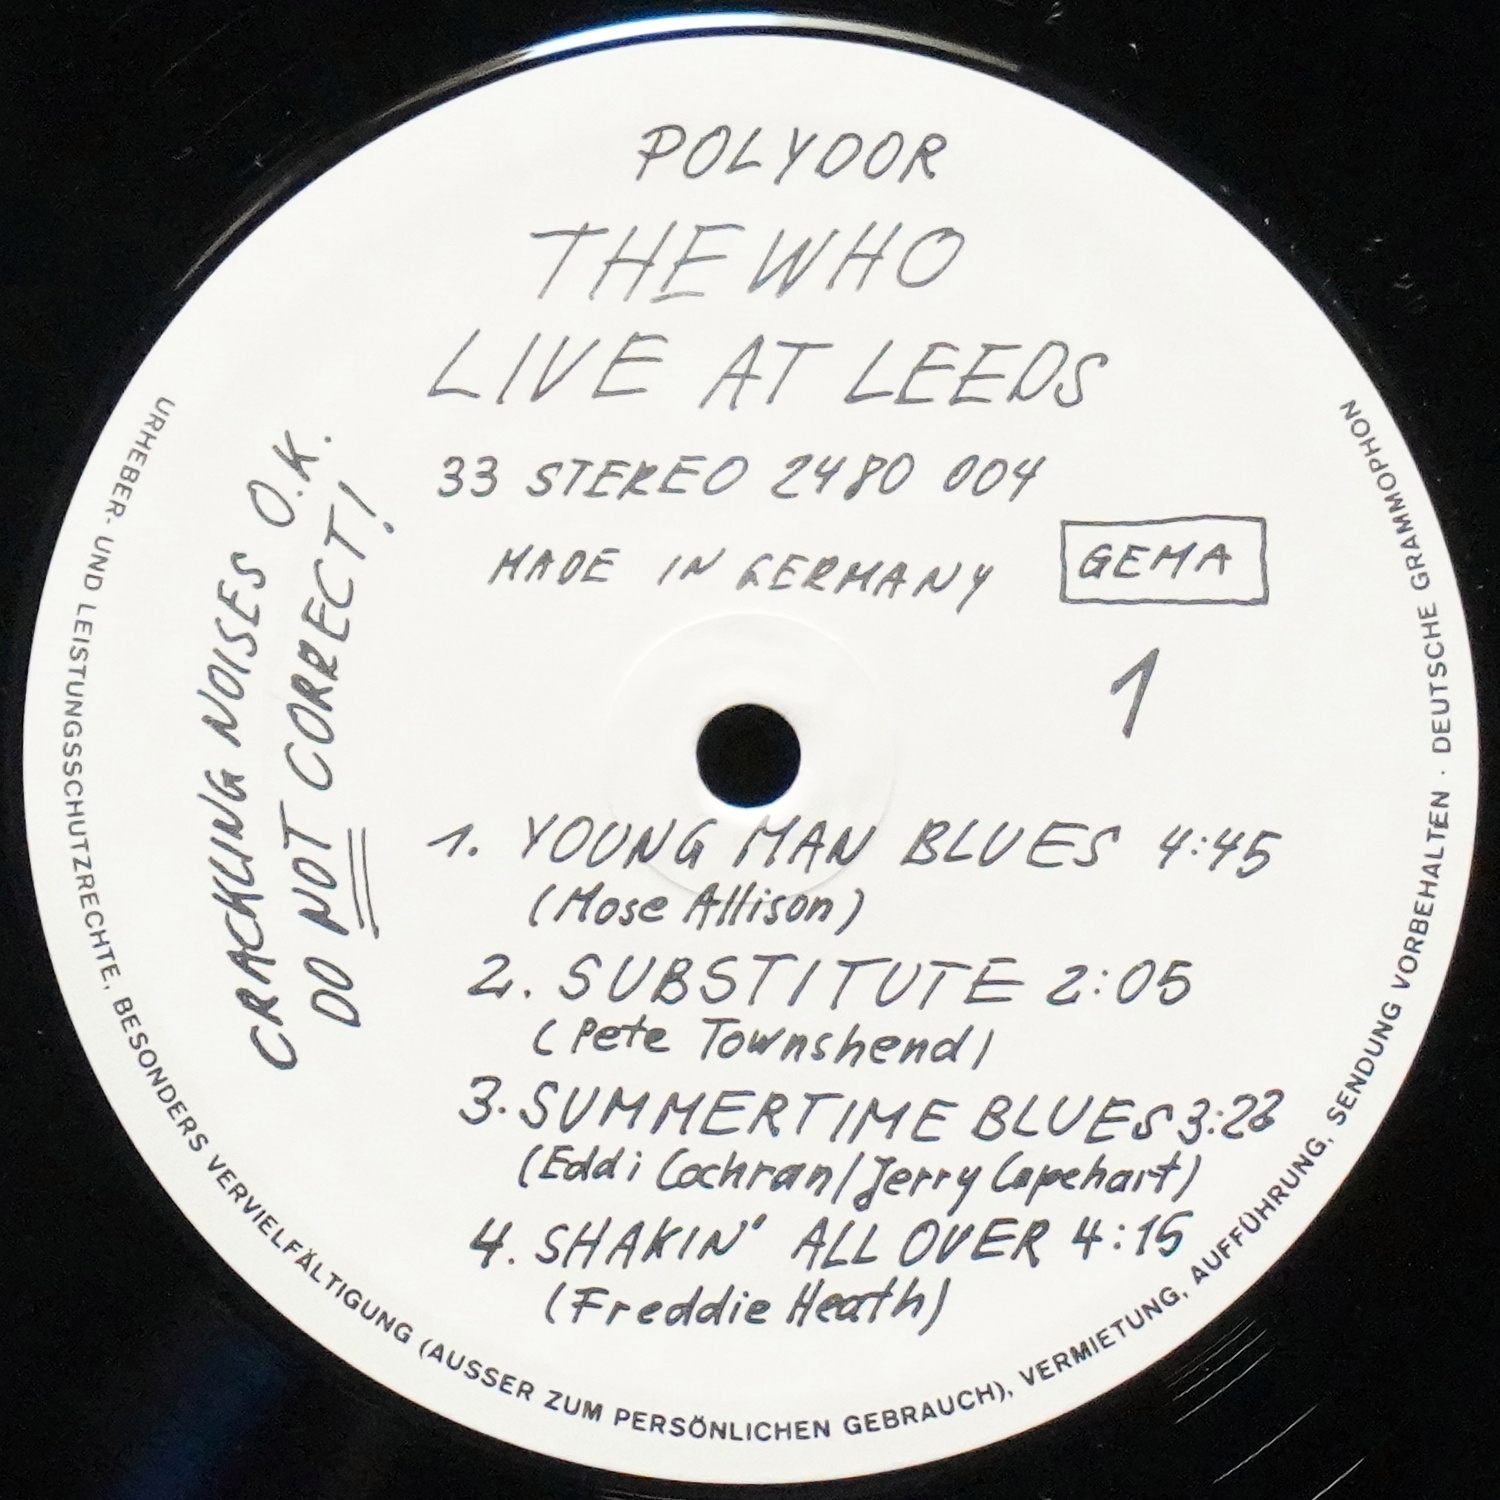 POLYDOR
THE WHO
LIVE AT LEEDS
33 STEREO 2480 004
MADE IN GERMANY
GEMA
1
CRACKLING NOISES O.K.
DO NOT CORRECT!
1. YOUNG MAN BLUES 4:45
(Mose Allison)
2. SUBSTITUTE 2:05
(Pete Townshend)
3. SUMMERTIME BLUES 3:23
(Eddi Cochran/Jerry Capehart)
4. SHAKIN' ALL OVER 4:15
(Freddie Heath)
URHEBER- UND LEISTUNGSSCHUTZRECHTE, BESONDERS VERVIELFÄLTIGUNG (AUSSER ZUM PERSÖNLICHEN GEBRAUCH), VERMIETUNG, AUFFÜHRUNG, SENDUNG VORBEHALTEN · DEUTSCHE GRAMMOPHON